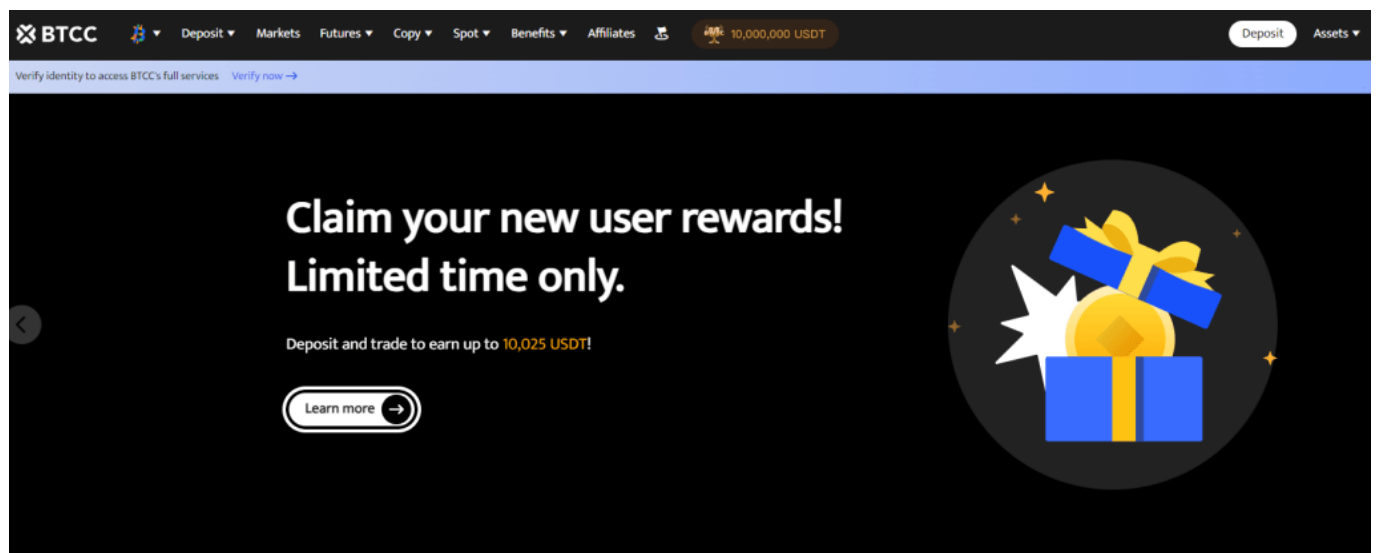 BTCC Deposit Markets Futures Copy Spot Benefits Affiliates 10,000,000 USDT Deposit Assets
Verify identity to access BTCC's full services Verify now →
Claim your new user rewards!
Limited time only.
Deposit and trade to earn up to 10,025 USDT!
Learn more →